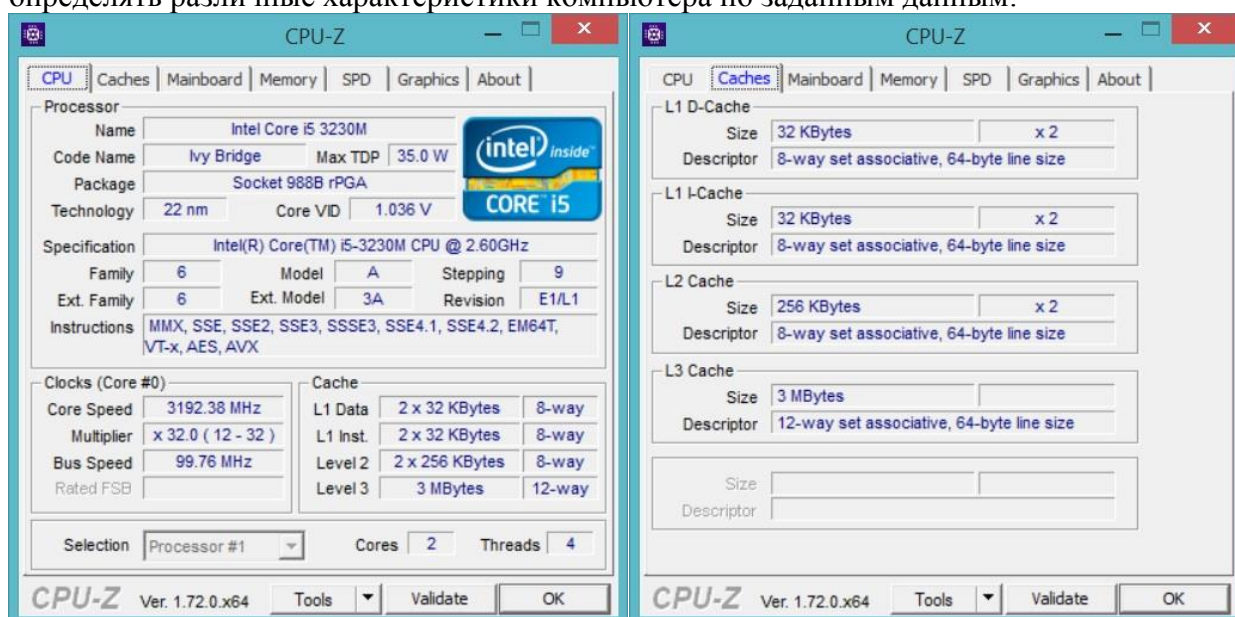 определять различные характеристики компьютера по заданным данным.
CPU-Z
CPU Caches Mainboard Memory SPD Graphics About
Processor
Name Intel Core i5 3230M
Code Name Ivy Bridge Max TDP 35.0 W
Package Socket 988B rPGA
Technology 22 nm Core VID 1.036 V
intel inside™
CORE i5
Specification Intel(R) Core(TM) i5-3230M CPU @ 2.60GHz
Family 6 Model A Stepping 9
Ext. Family 6 Ext. Model 3A Revision E1/L1
Instructions MMX, SSE, SSE2, SSE3, SSSE3, SSE4.1, SSE4.2, EM64T,
VT-x, AES, AVX
Clocks (Core #0)
Core Speed 3192.38 MHz
Multiplier x 32.0 ( 12 - 32 )
Bus Speed 99.76 MHz
Rated FSB
Cache
L1 Data 2 x 32 KBytes 8-way
L1 Inst. 2 x 32 KBytes 8-way
Level 2 2 x 256 KBytes 8-way
Level 3 3 MBytes 12-way
Selection Processor #1 Cores 2 Threads 4
CPU-Z Ver. 1.72.0.x64 Tools Validate OK
CPU-Z
CPU Caches Mainboard Memory SPD Graphics About
L1 D-Cache
Size 32 KBytes x 2
Descriptor 8-way set associative, 64-byte line size
L1 I-Cache
Size 32 KBytes x 2
Descriptor 8-way set associative, 64-byte line size
L2 Cache
Size 256 KBytes x 2
Descriptor 8-way set associative, 64-byte line size
L3 Cache
Size 3 MBytes
Descriptor 12-way set associative, 64-byte line size
Size
Descriptor
CPU-Z Ver. 1.72.0.x64 Tools Validate OK